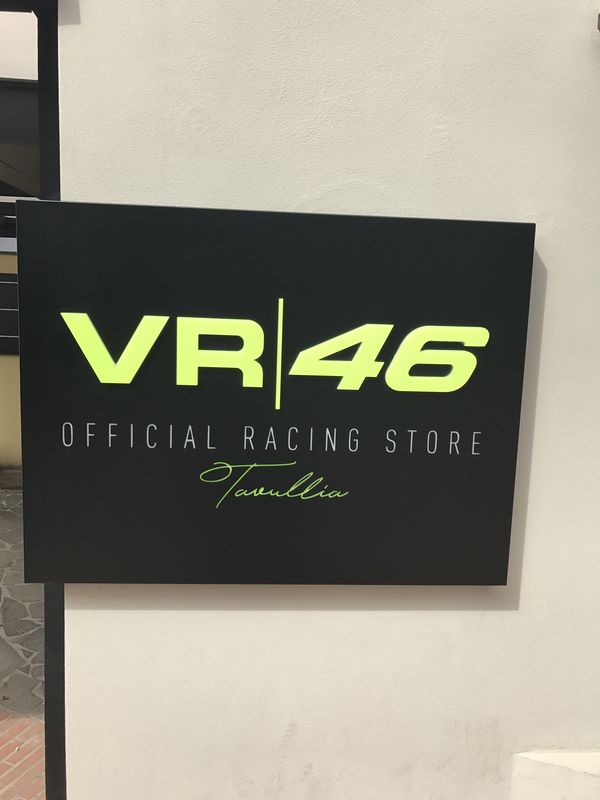 VR|46
OFFICIAL RACING STORE
Tavullia